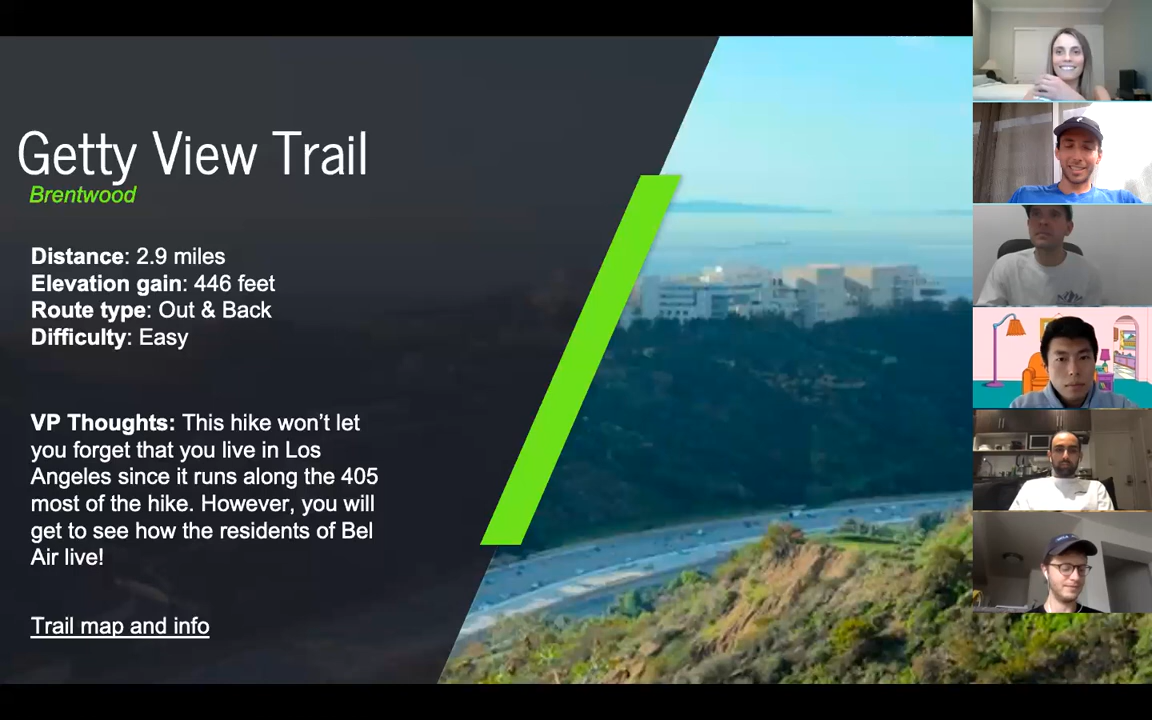 Getty View Trail
Brentwood
Distance: 2.9 miles
Elevation gain: 446 feet
Route type: Out & Back
Difficulty: Easy
VP Thoughts: This hike won’t let
you forget that you live in Los
Angeles since it runs along the 405
most of the hike. However, you will
get to see how the residents of Bel
Air live!
Trail map and info